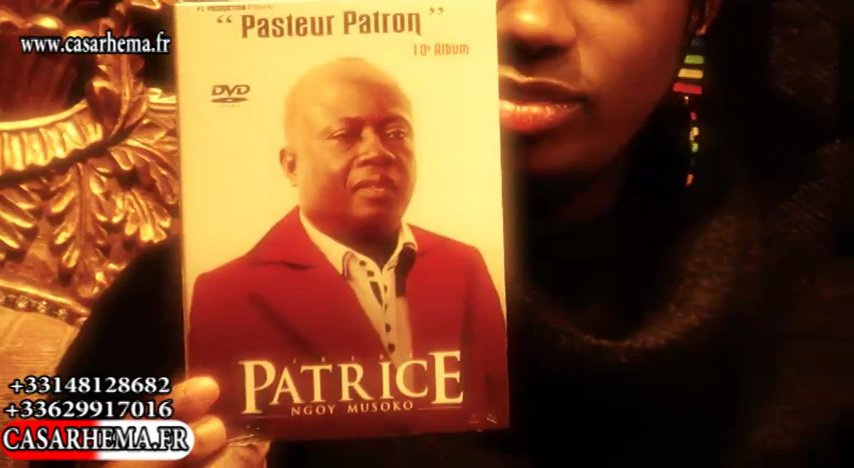 www.casarhema.fr
“ Pasteur Patron ”
10e Album
DVD
PATRICE
NGOY MUSOKO
+33148128682
+33629917016
CASARHEMA.FR